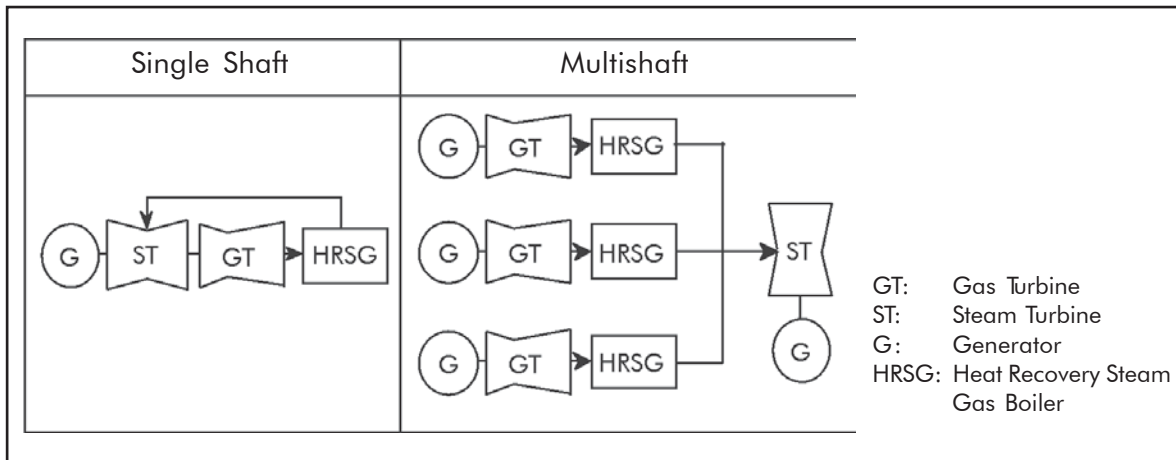 Single Shaft
Multishaft
G
ST
GT
HRSG
G
GT
HRSG
G
GT
HRSG
G
GT
HRSG
ST
G
GT: Gas Turbine
ST: Steam Turbine
G: Generator
HRSG: Heat Recovery Steam
Gas Boiler